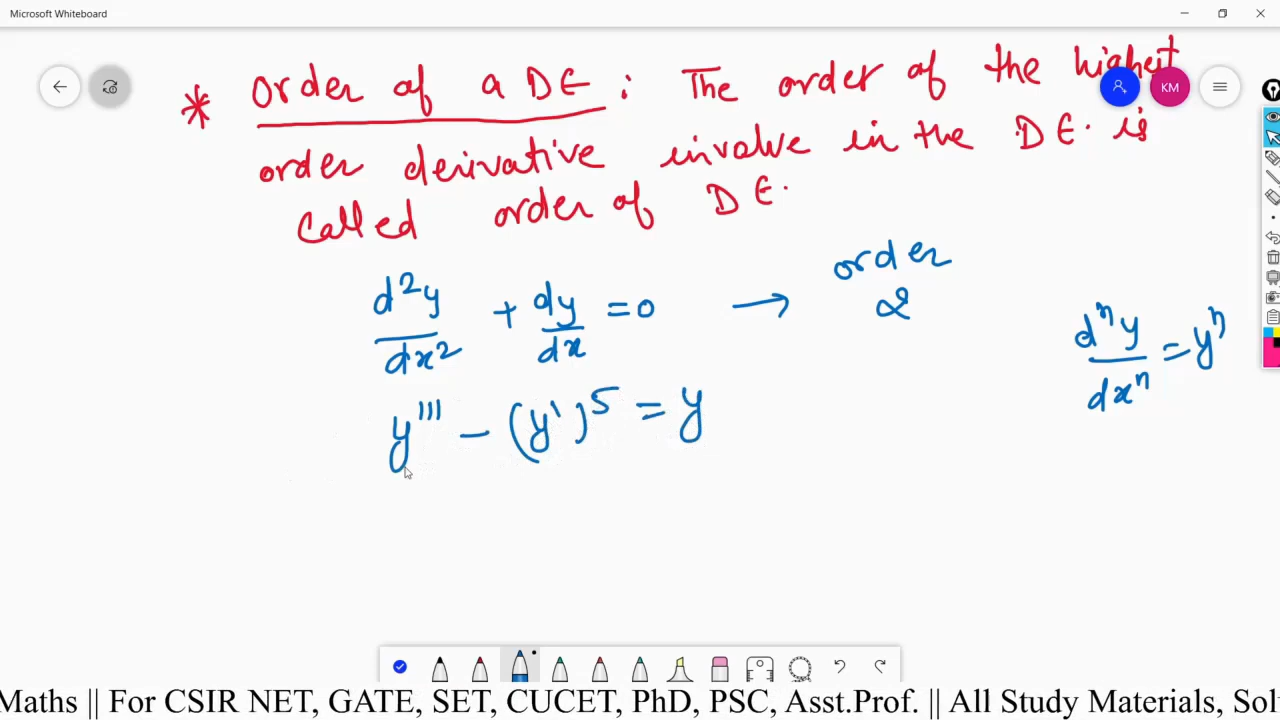 Microsoft Whiteboard
* Order of a DE : The order of the highest
KM
order derivative involve in the DE. is
called order of DE.
d²y/dx² + dy/dx = 0 → order 2
dⁿy/dxⁿ = yⁿ
y''' - (y')⁵ = y
Maths || For CSIR NET, GATE, SET, CUCET, PhD, PSC, Asst.Prof. || All Study Materials, Sol